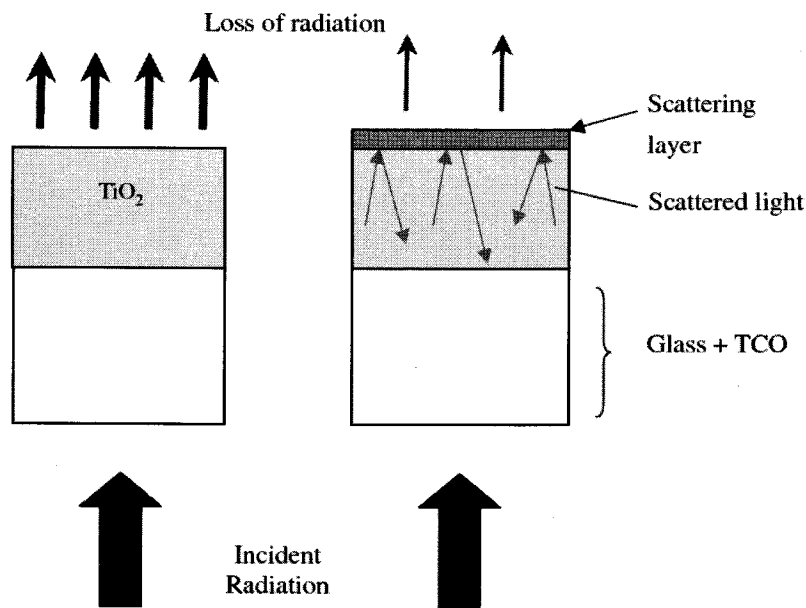 Loss of radiation
Scattering
layer
TiO₂
Scattered light
Glass + TCO
Incident
Radiation